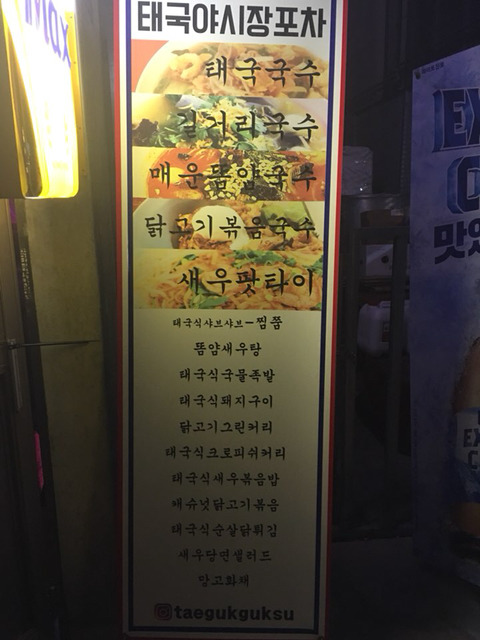 태국야시장포차
태국국수
길거리국수
매운똠얌국수
닭고기볶음국수
새우팟타이
태국식샤브샤브-찜쭘
똠얌새우탕
태국식국물족발
태국식돼지구이
닭고기그린커리
태국식크로피쉬커리
태국식새우볶음밥
캐슈넛닭고기볶음
태국식순살닭튀김
새우당면샐러드
망고화채
taegukguksu
EX
맛있
EX